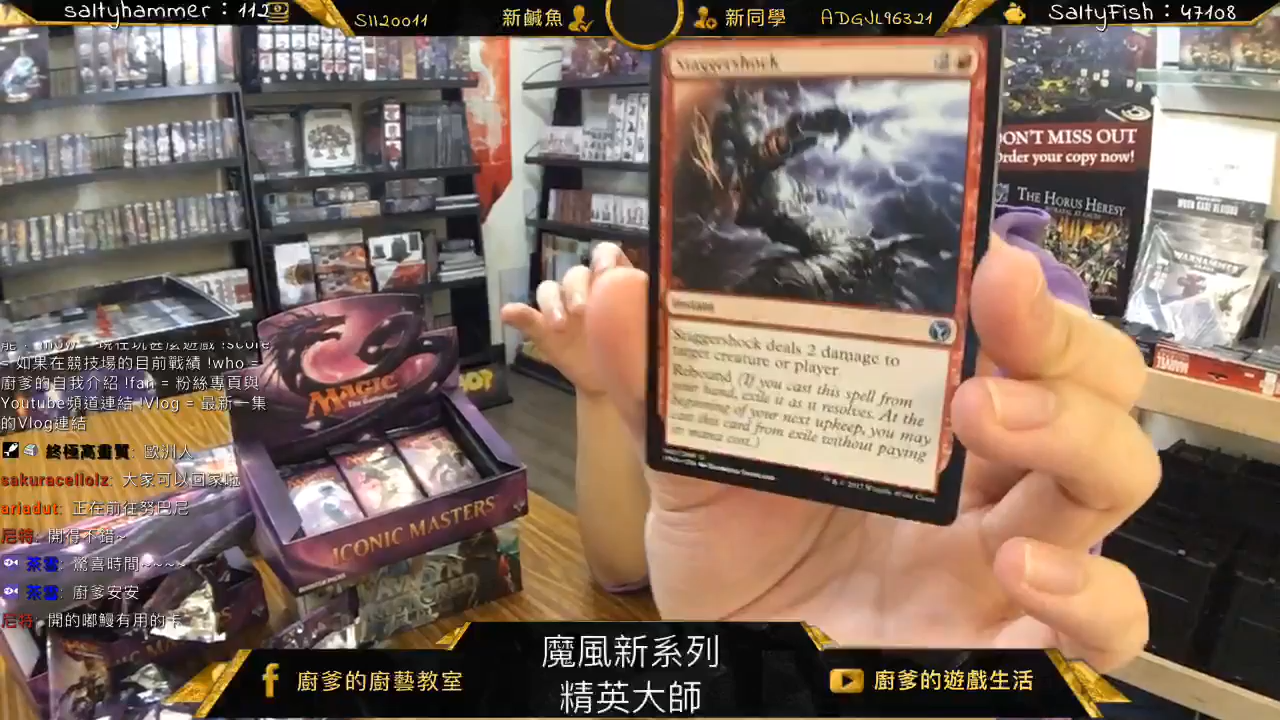 saltyhammer : 112
S1120011
新鹹魚
新同學
ADGJL96321
SaltyFish : 47108
Staggershock
Instant
Staggershock deals 2 damage to
target creature or player.
Rebound (If you cast this spell from
your hand, exile it as it resolves. At the
beginning of your next upkeep, you may
cast this card from exile without paying
its mana cost.)
DON'T MISS OUT
Order your copy now!
THE HORUS HERESY
WARHAMMER
MAGIC
The Gathering
ICONIC MASTERS
= 如果在競技場的目前戰績 !who =
廚爹的自我介紹 !fan = 粉絲專頁與
Youtube頻道連結 !Vlog = 最新一集
的Vlog連結
終極高畫質: 歐洲人
sakuracellolz: 大家可以回家啦
ariadut: 正在前往努巴尼
尼特: 開得不錯~
茶雪: 驚喜時間~~~~
茶雪: 廚爹安安
尼特: 開的嘟鰻有用的卡
廚爹的廚藝教室
魔風新系列
精英大師
廚爹的遊戲生活